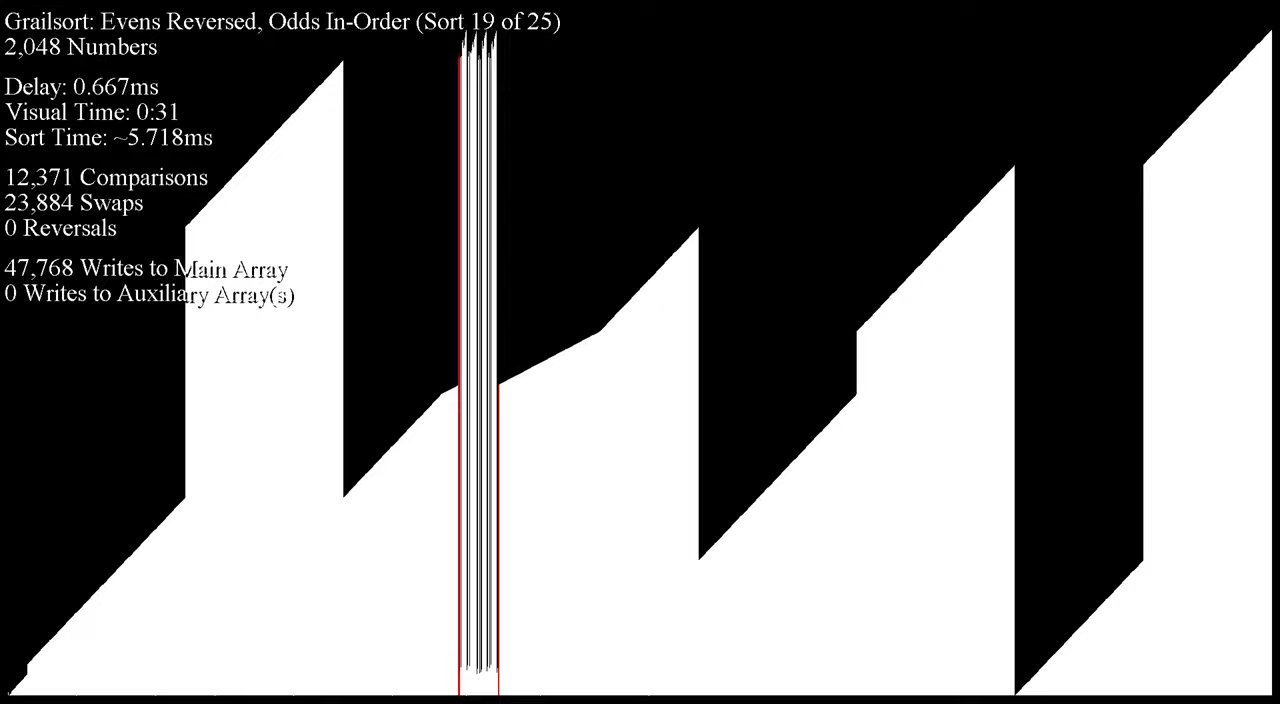 Grailsort: Evens Reversed, Odds In-Order (Sort 19 of 25)
2,048 Numbers
Delay: 0.667ms
Visual Time: 0:31
Sort Time: ~5.718ms
12,371 Comparisons
23,884 Swaps
0 Reversals
47,768 Writes to Main Array
0 Writes to Auxiliary Array(s)